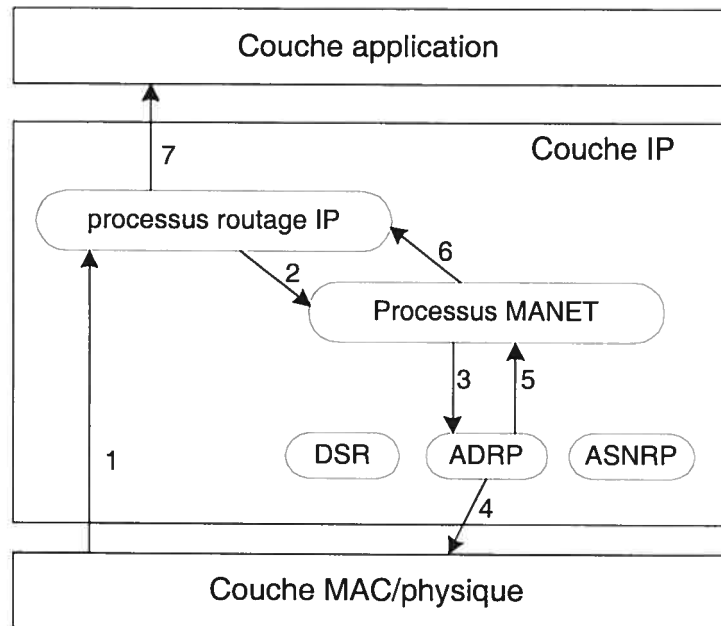 Couche application
7
Couche IP
processus routage IP
6
2
Processus MANET
3
5
1
DSR
ADRP
ASNRP
4
Couche MAC/physique